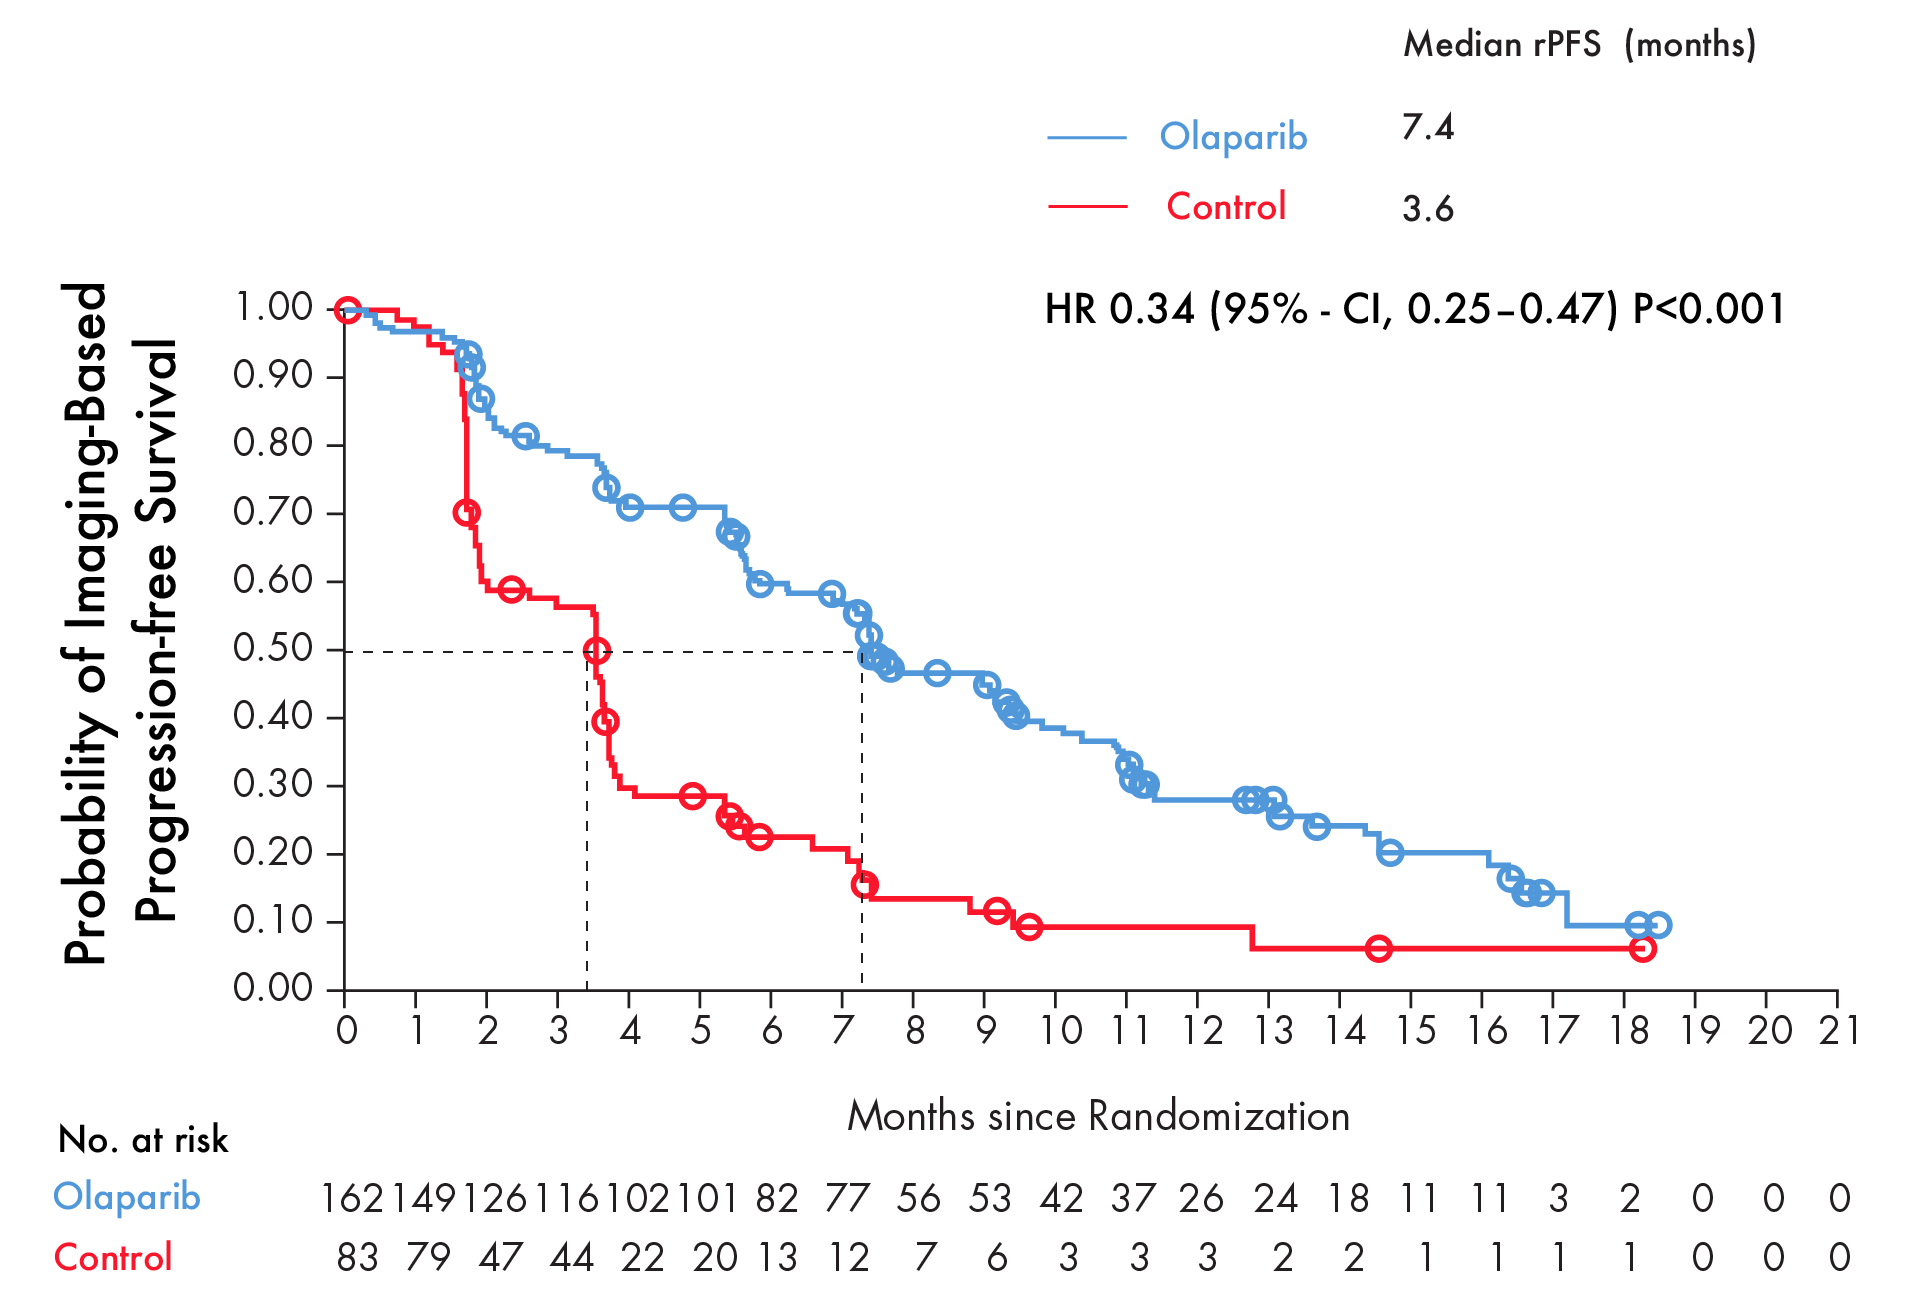 Median rPFS (months)
Olaparib 7.4
Control 3.6
HR 0.34 (95% - CI, 0.25–0.47) P<0.001
Probability of Imaging-Based
Progression-free Survival
1.00
0.90
0.80
0.70
0.60
0.50
0.40
0.30
0.20
0.10
0.00
0 1 2 3 4 5 6 7 8 9 10 11 12 13 14 15 16 17 18 19 20 21
Months since Randomization
No. at risk
Olaparib 162 149 126 116 102 101 82 77 56 53 42 37 26 24 18 11 11 3 2 0 0 0
Control 83 79 47 44 22 20 13 12 7 6 3 3 3 2 2 1 1 1 1 0 0 0